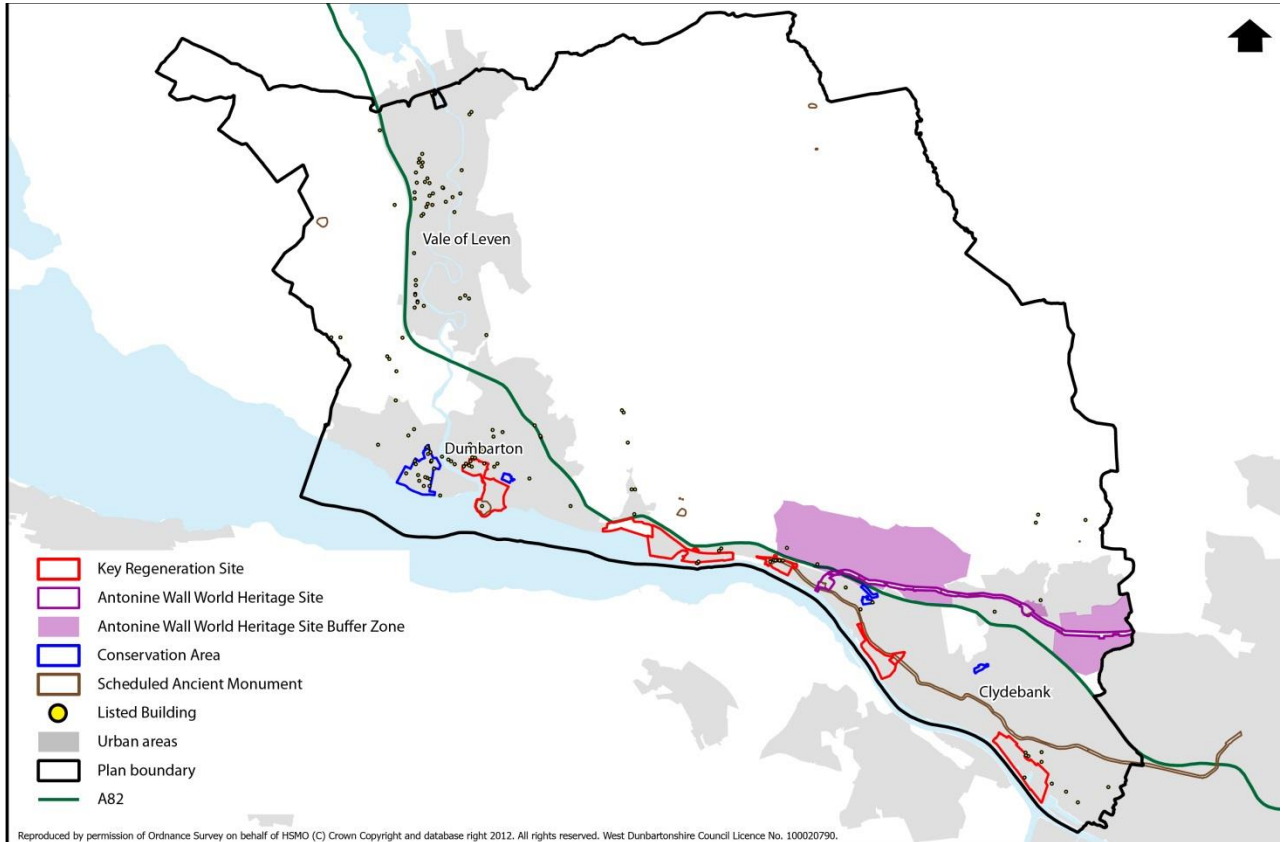 Vale of Leven
Dumbarton
Clydebank
Key Regeneration Site
Antonine Wall World Heritage Site
Antonine Wall World Heritage Site Buffer Zone
Conservation Area
Scheduled Ancient Monument
Listed Building
Urban areas
Plan boundary
A82
Reproduced by permission of Ordnance Survey on behalf of HSMO (C) Crown Copyright and database right 2012. All rights reserved. West Dunbartonshire Council Licence No. 100020790.